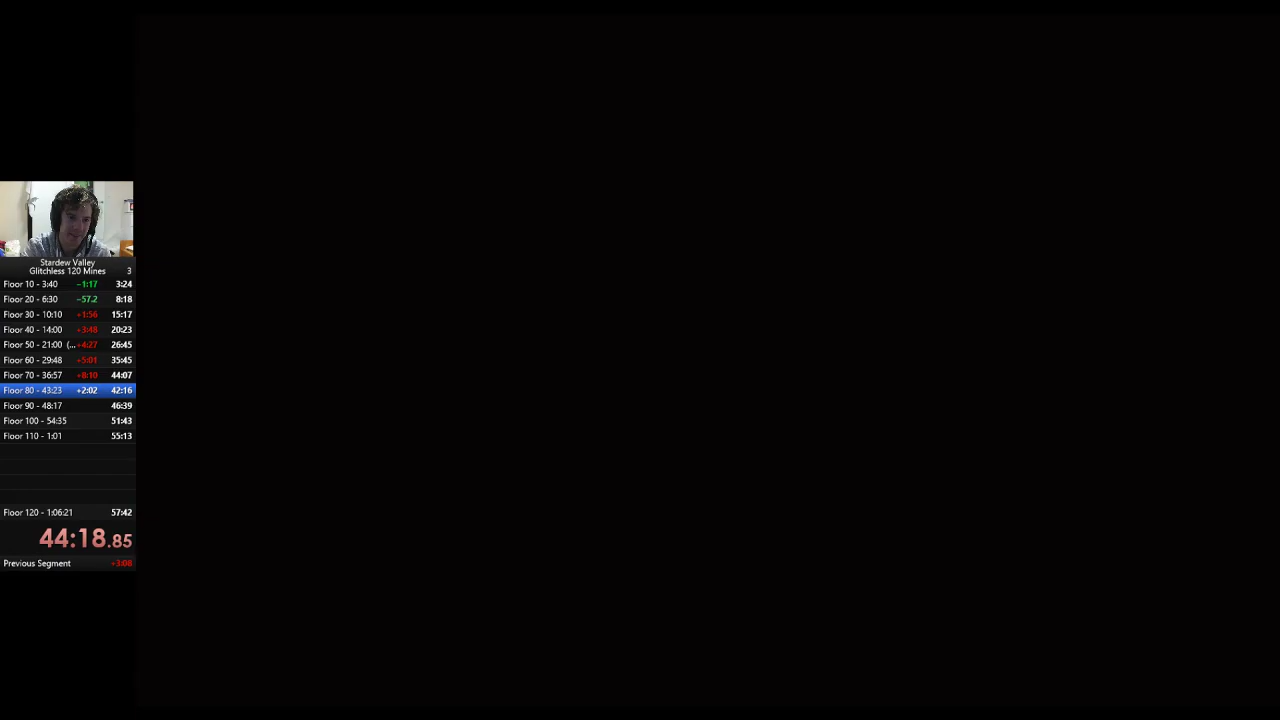 Stardew Valley
Glitchless 120 Mines 3
Floor 10 - 3:40 −1:17 3:24
Floor 20 - 6:30 −57.2 8:18
Floor 30 - 10:10 +1:56 15:17
Floor 40 - 14:00 +3:48 20:23
Floor 50 - 21:00 (... +4:27 26:45
Floor 60 - 29:48 +5:01 35:45
Floor 70 - 36:57 +8:10 44:07
Floor 80 - 43:23 +2:02 42:16
Floor 90 - 48:17 46:39
Floor 100 - 54:35 51:43
Floor 110 - 1:01 55:13
Floor 120 - 1:06:21 57:42
44:18.85
Previous Segment +3:08